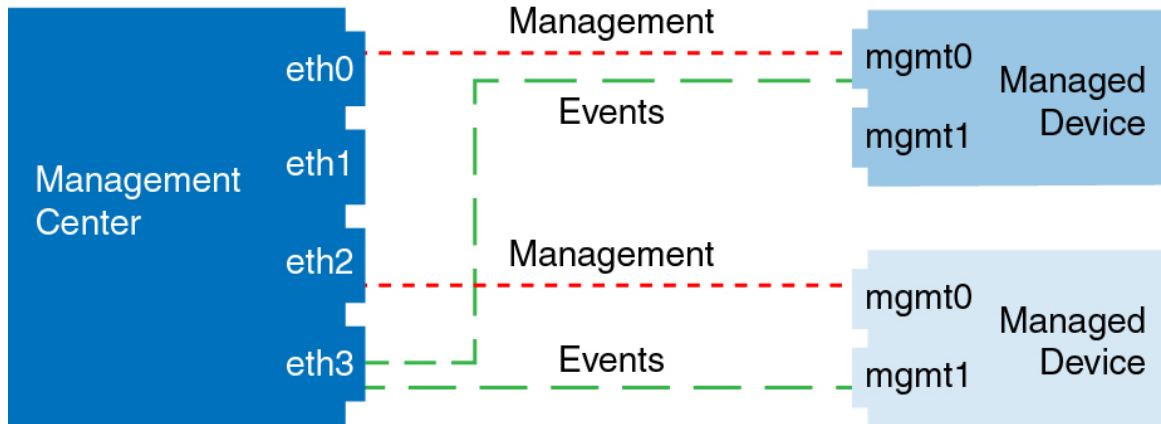 Management
eth0
mgmt0
Managed
Device
Events
mgmt1
eth1
Management
Center
eth2
Management
mgmt0
Managed
Device
eth3
Events
mgmt1